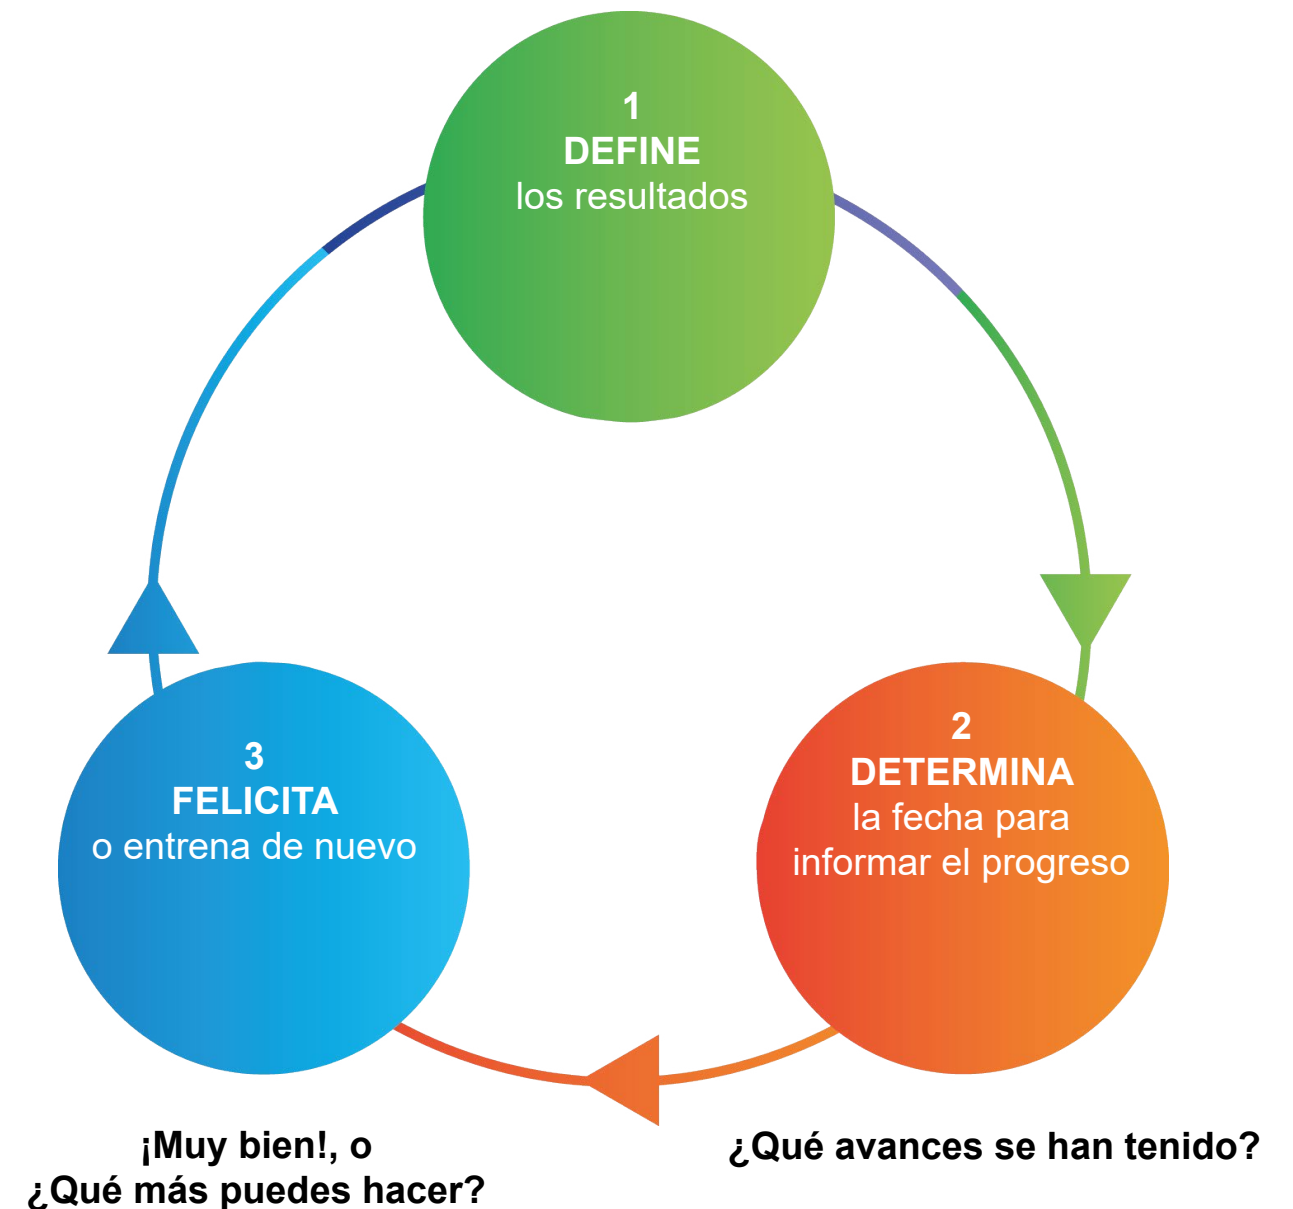 1
DEFINE
los resultados
2
DETERMINA
la fecha para
informar el progreso
¿Qué avances se han tenido?
3
FELICITA
o entrena de nuevo
¡Muy bien!, o
¿Qué más puedes hacer?